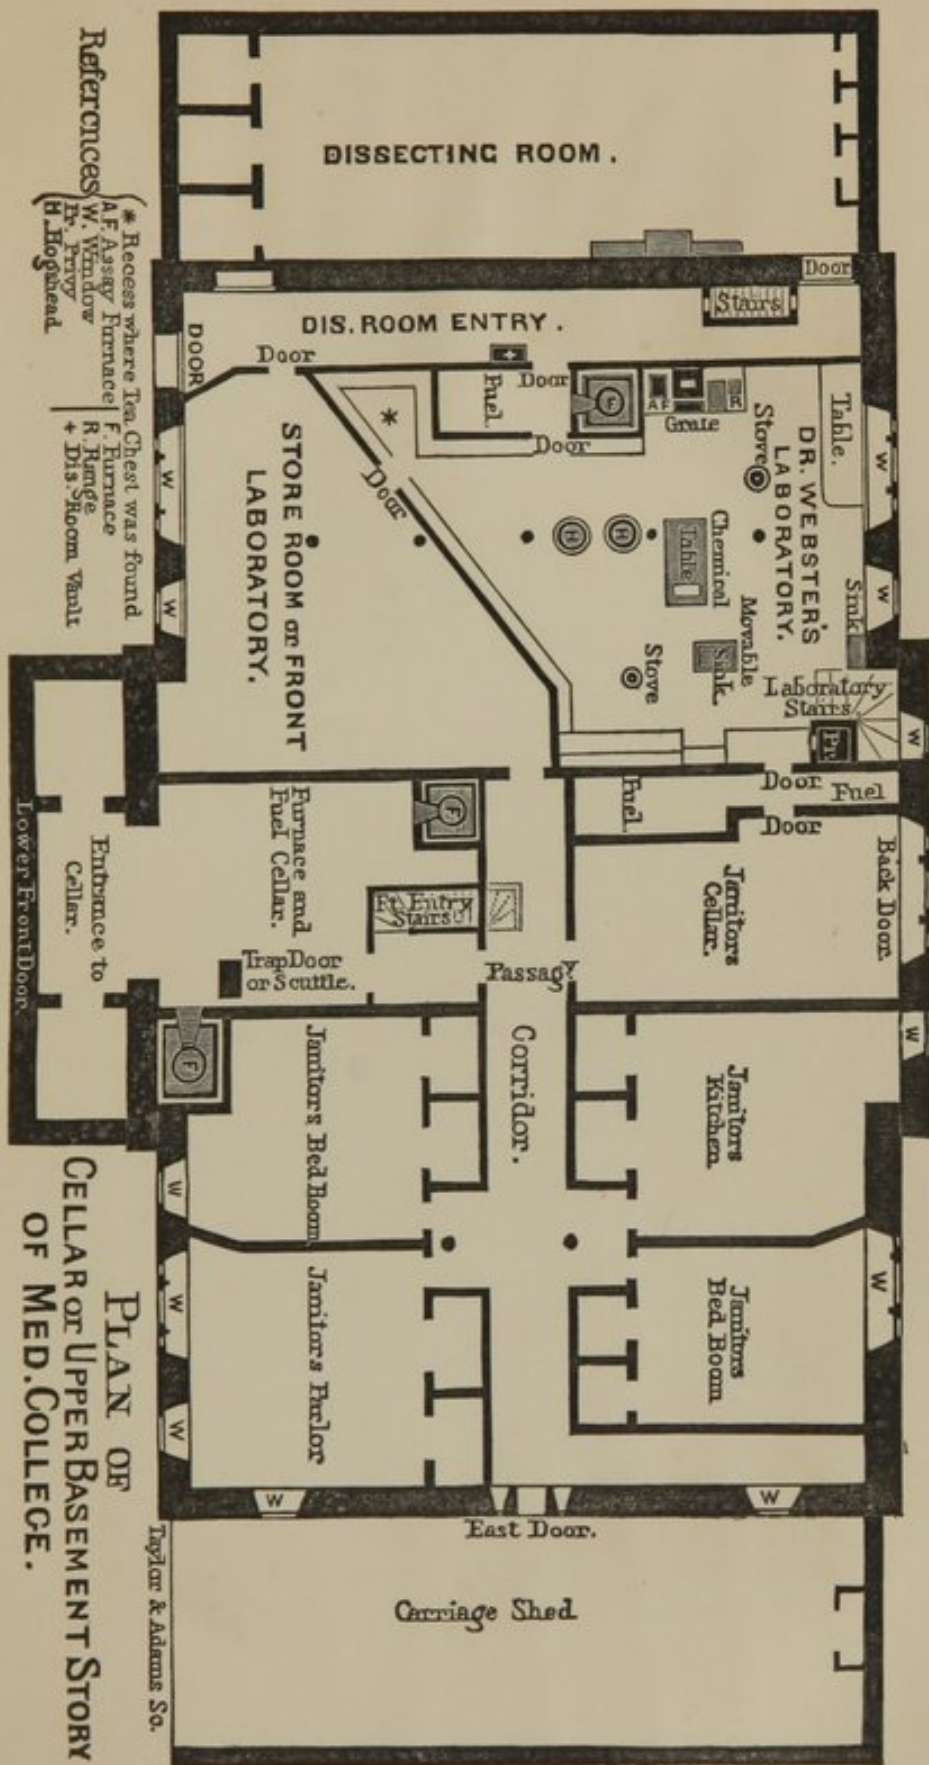 PLAN OF
CELLAR or UPPER BASEMENT STORY
OF MED. COLLEGE.
Taylor & Adams So.
References
* Recess where Tea Chest was found
A.F. Assay Furnace
W. Window
Pr. Privy
H. Hogshead
F. Furnace
R. Range
+ Dis. Room Vault
DISSECTING ROOM.
Door
Stairs
DIS. ROOM ENTRY.
DOOR
Door
+
Fuel
Door
F
A F
R
Grate
Door
*
Door
Stove
Table.
W
DR. WEBSTER'S
LABORATORY.
STORE ROOM or FRONT
LABORATORY.
W
W
H
H
Chemical
Table
Movable
Sink.
Stove
W
Sink
Laboratory
Stairs.
Pr.
W
Door
Fuel
Fuel.
Door
Back Door.
Janitors
Cellar.
Furnace and
Fuel Cellar.
F
Ft. Entry
Stairs
Trap Door
or Scuttle.
Passag'
Entrance to
Cellar.
Lower Front Door.
F
Corridor.
W
Janitors
Kitchen
Janitors Bed Room
W
Janitors Parlor
W
W
Janitors
Bed Room
W
W
W
East Door.
Carriage Shed